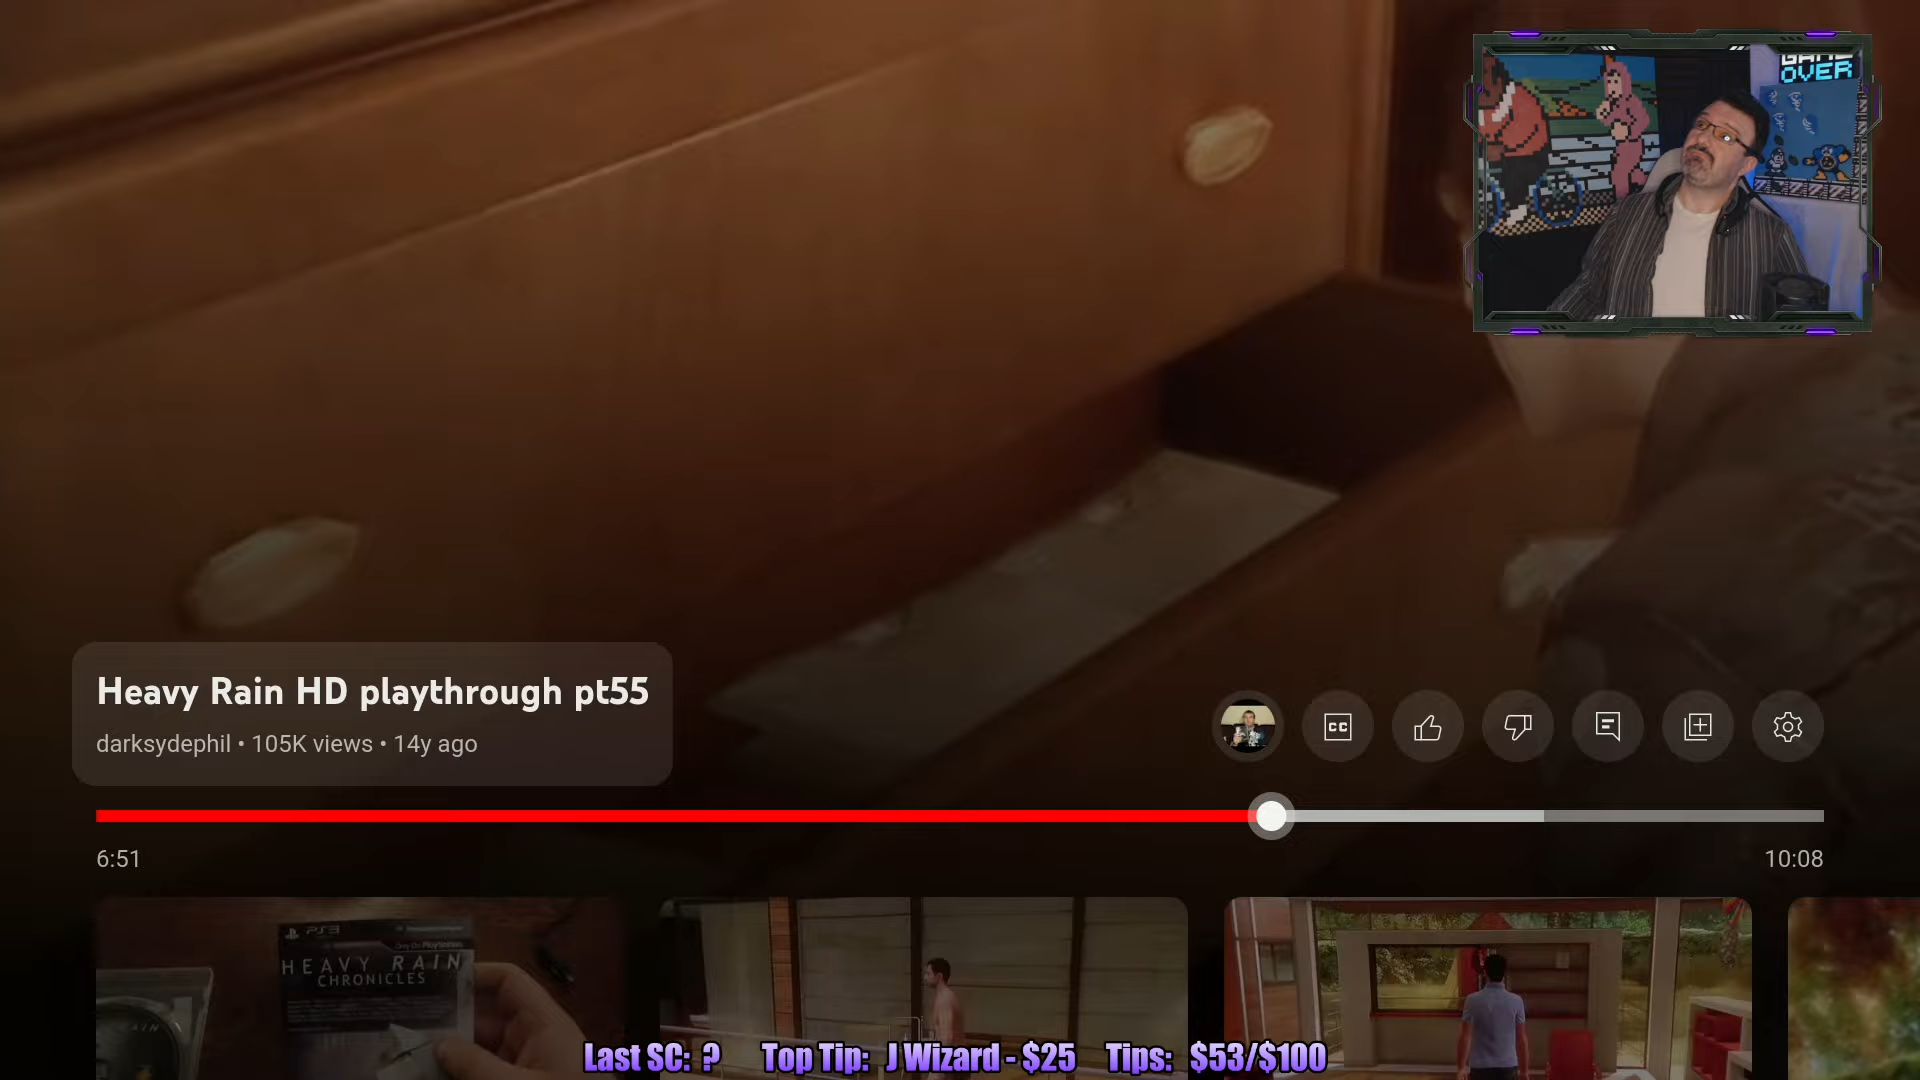 GAME
OVER
Heavy Rain HD playthrough pt55
darksydephil • 105K views • 14y ago
CC
6:51
10:08
PS3
HEAVY RAIN
CHRONICLES
Last SC: ? Top Tip: J Wizard - $25 Tips: $53/$100